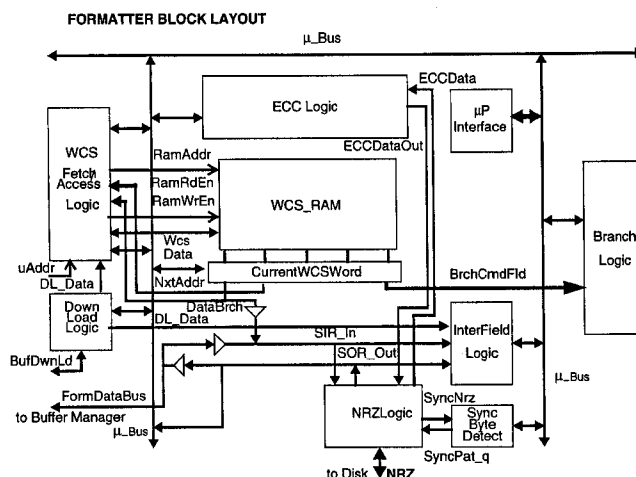 FORMATTER BLOCK LAYOUT
μ_Bus
ECCData
ECC Logic
μP
Interface
ECCDataOut
WCS
Fetch
Access
Logic
RamAddr
RamRdEn
RamWrEn
WCS_RAM
Wcs
Data
Branch
Logic
uAddr
DL_Data
NxtAddr
CurrentWCSWord
BrchCmdFld
Down
Load
Logic
DL_Data
DataBrch
SIR_In
InterField
Logic
BufDwnLd
SOR_Out
FormDataBus
to Buffer Manager
μ_Bus
μ_Bus
NRZLogic
SyncNrz
Sync
Byte
Detect
SyncPat_q
to Disk
NRZ